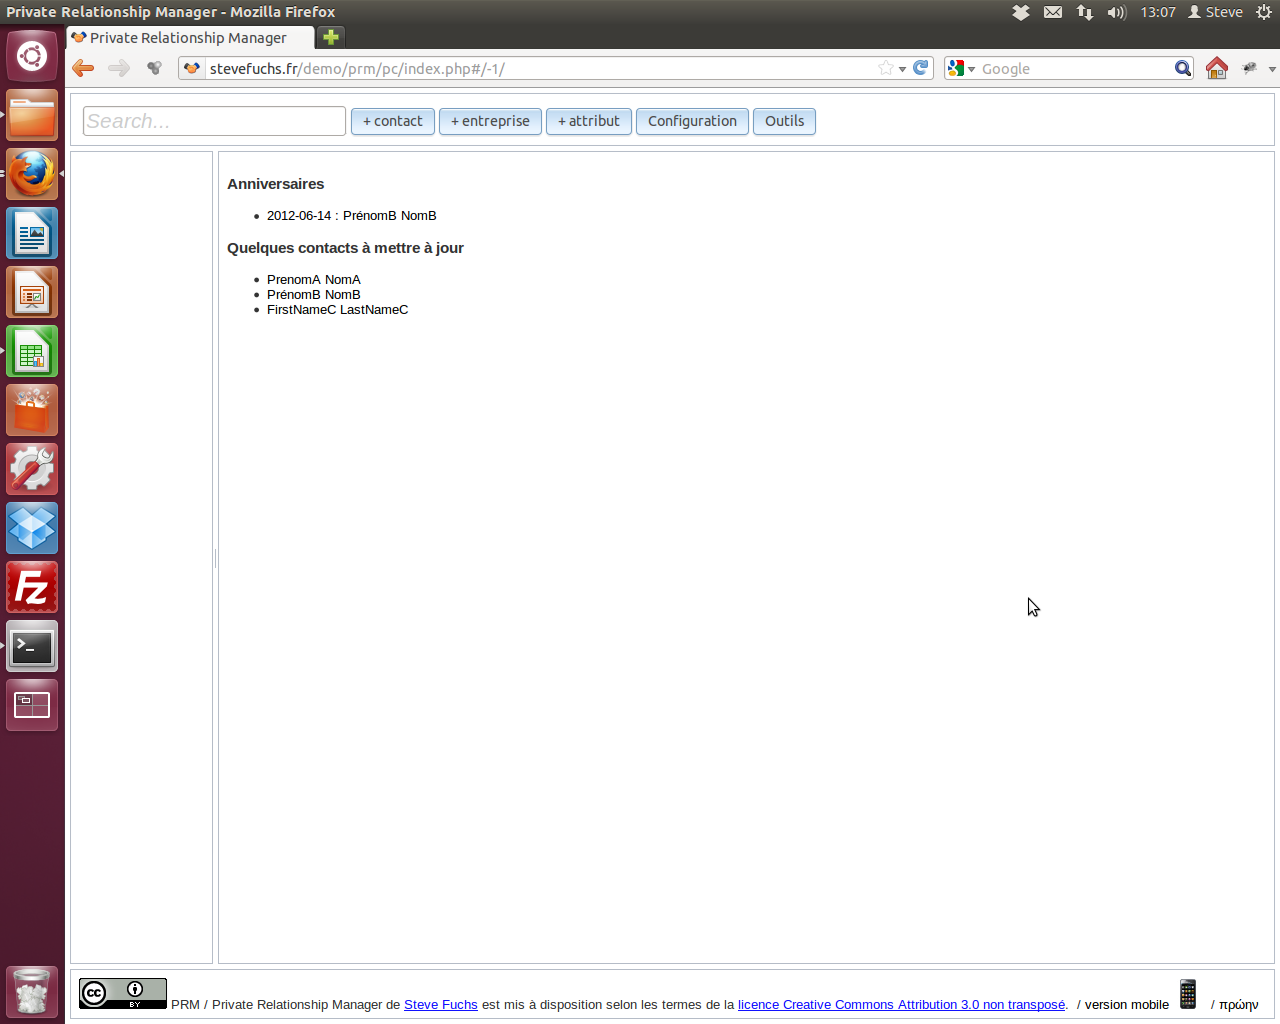 Private Relationship Manager - Mozilla Firefox
13:07 Steve
Private Relationship Manager
stevefuchs.fr/demo/prm/pc/index.php#/-1/
Google
Search...
+ contact
+ entreprise
+ attribut
Configuration
Outils
Anniversaires
2012-06-14 : PrénomB NomB
Quelques contacts à mettre à jour
PrenomA NomA
PrénomB NomB
FirstNameC LastNameC
Fz
>_
cc BY PRM / Private Relationship Manager de Steve Fuchs est mis à disposition selon les termes de la licence Creative Commons Attribution 3.0 non transposé. / version mobile / πρώην